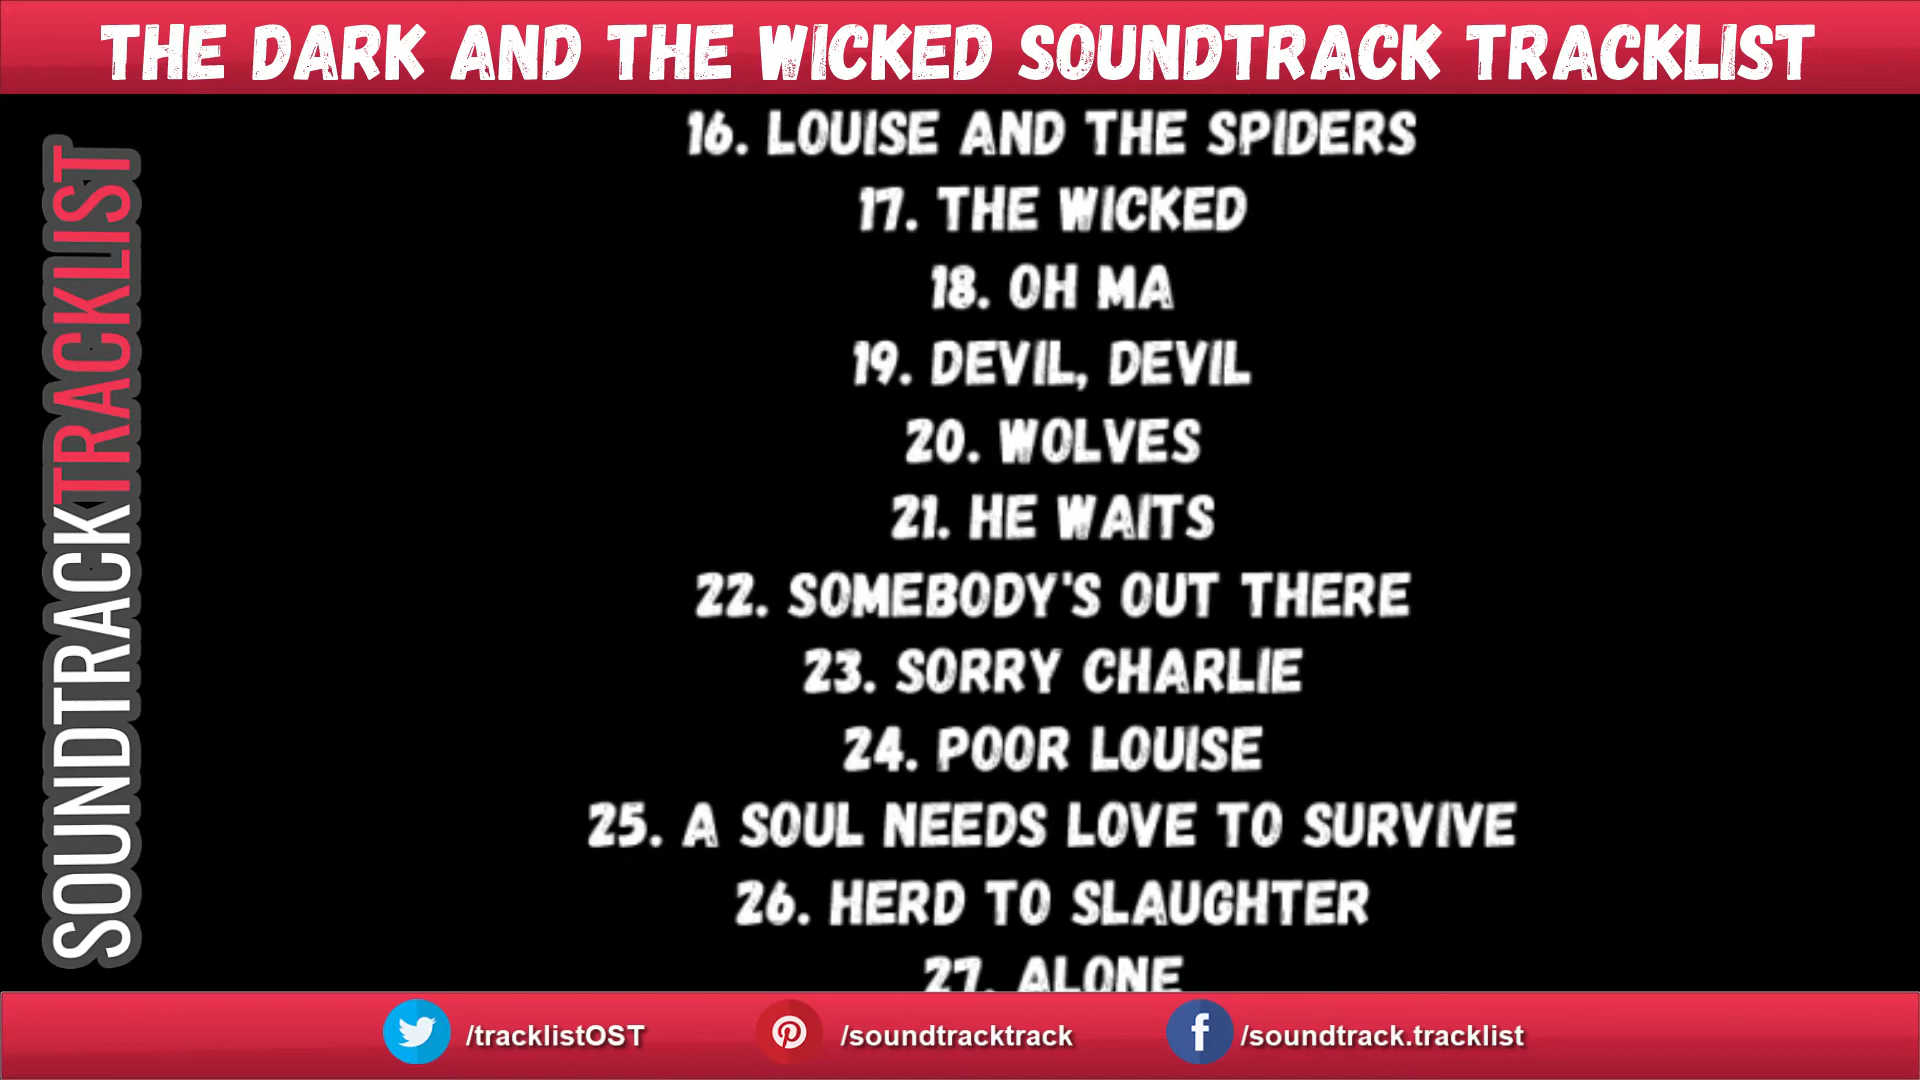 THE DARK AND THE WICKED SOUNDTRACK TRACKLIST
SOUNDTRACKTRACKLIST
16. LOUISE AND THE SPIDERS
17. THE WICKED
18. OH MA
19. DEVIL, DEVIL
20. WOLVES
21. HE WAITS
22. SOMEBODY'S OUT THERE
23. SORRY CHARLIE
24. POOR LOUISE
25. A SOUL NEEDS LOVE TO SURVIVE
26. HERD TO SLAUGHTER
27. ALONE
/tracklistOST
/soundtracktrack
/soundtrack.tracklist